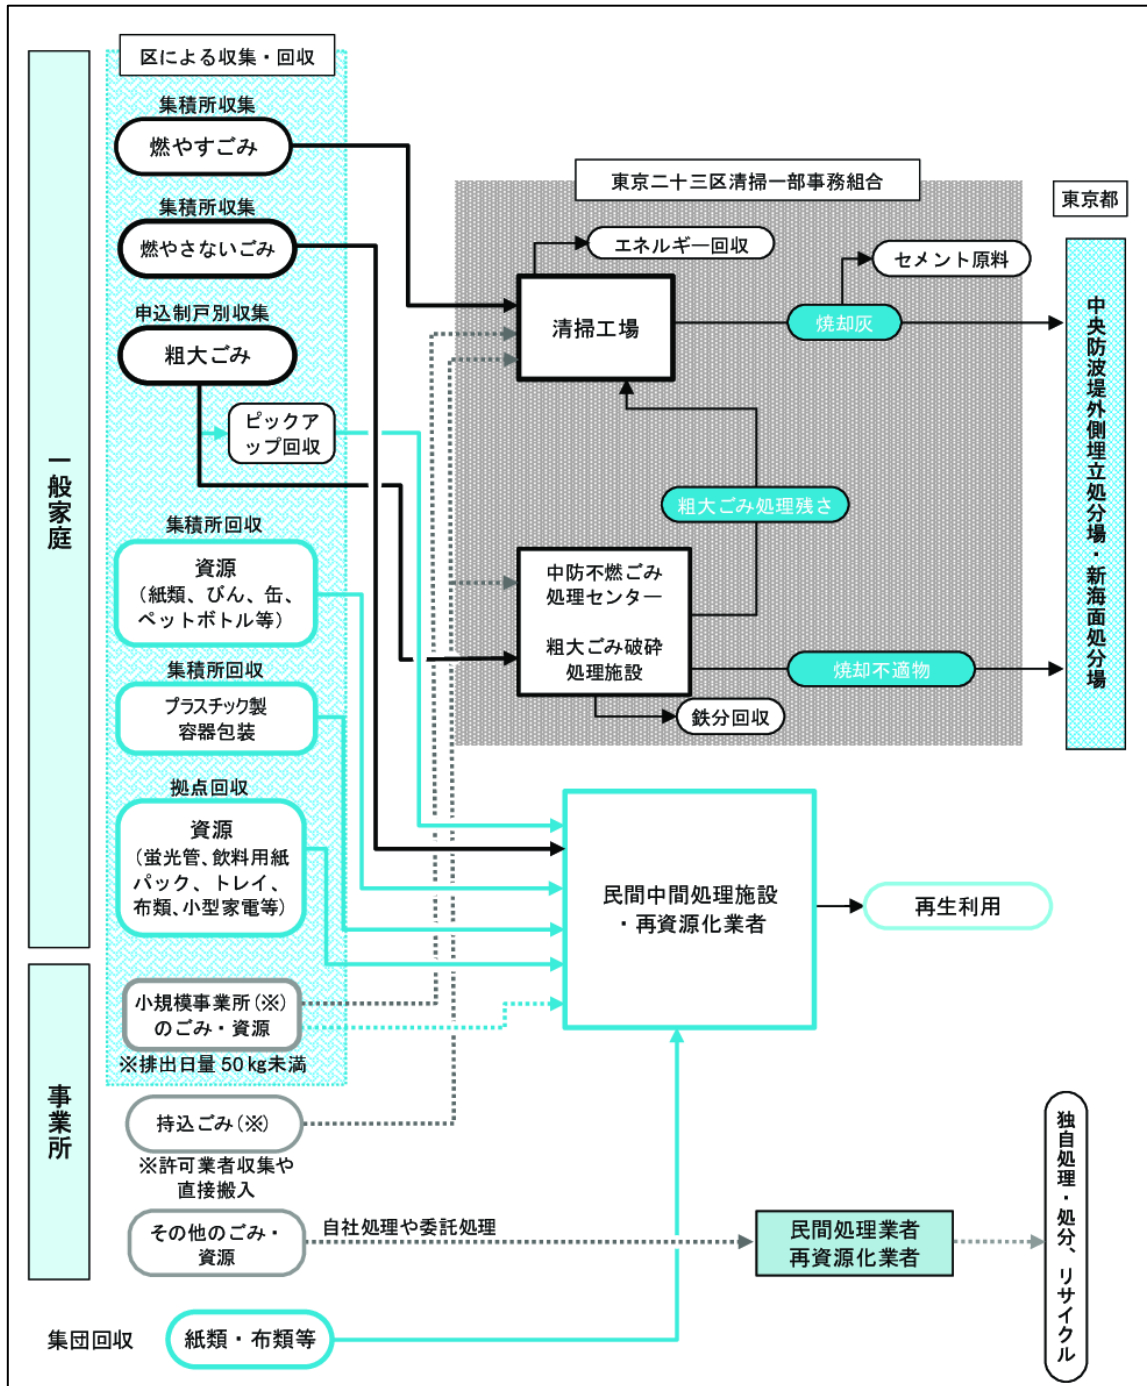 区による収集・回収
一般家庭
集積所収集
燃やすごみ
集積所収集
燃やさないごみ
申込制戸別収集
粗大ごみ
ピックア
ップ回収
集積所回収
資源
（紙類、びん、缶、
ペットボトル等）
集積所回収
プラスチック製
容器包装
拠点回収
資源
（蛍光管、飲料用紙
パック、トレイ、
布類、小型家電等）
事業所
小規模事業所（※）
のごみ・資源
※排出日量 50 kg未満
持込ごみ（※）
※許可業者収集や
直接搬入
その他のごみ・
資源
自社処理や委託処理
集団回収
紙類・布類等
東京二十三区清掃一部事務組合
エネルギー回収
清掃工場
セメント原料
焼却灰
粗大ごみ処理残さ
中防不燃ごみ
処理センター
粗大ごみ破砕
処理施設
焼却不適物
鉄分回収
東京都
中央防波堤外側埋立処分場・新海面処分場
民間中間処理施設
・再資源化業者
再生利用
民間処理業者
再資源化業者
独自処理・処分、リサイクル